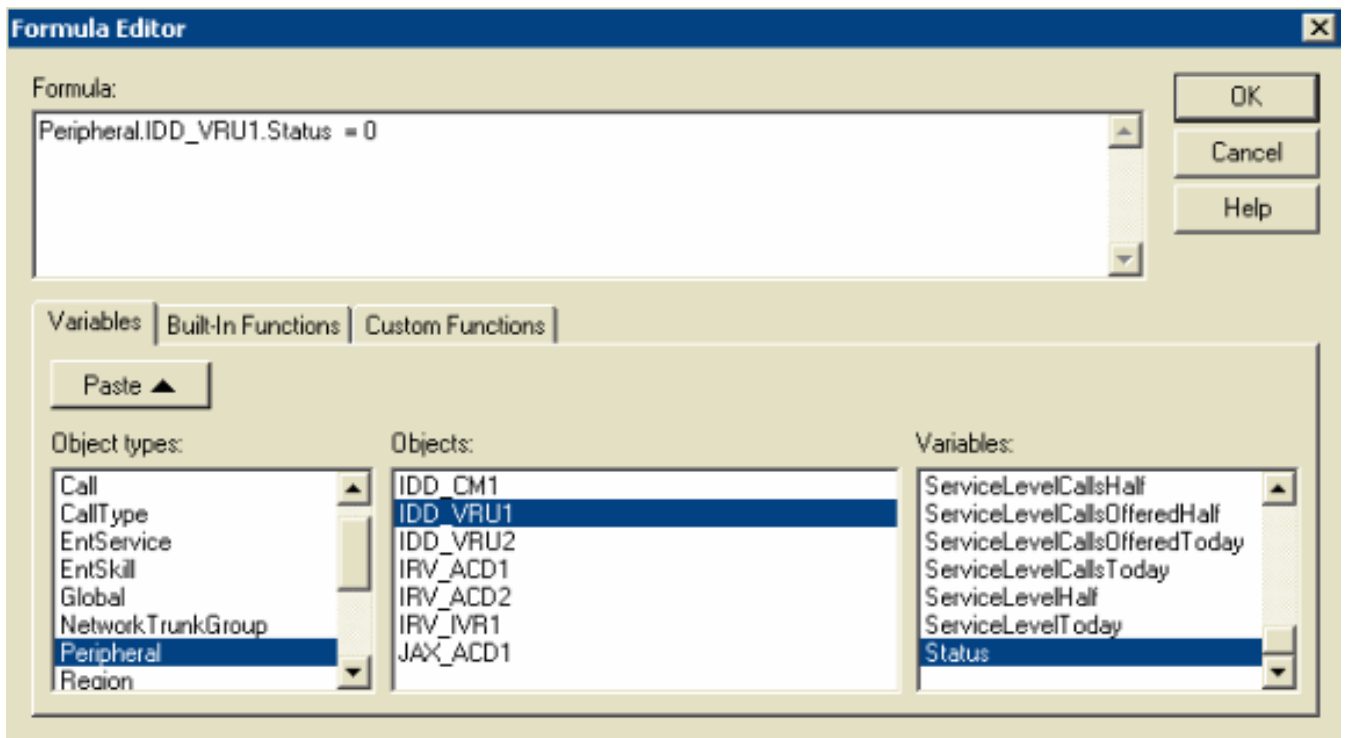 Formula Editor
Formula:
OK
Peripheral.IDD_VRU1.Status = 0
Cancel
Help
Variables Built-In Functions Custom Functions
Paste
Object types: Objects: Variables:
Call IDD_CM1 ServiceLevelCallsHalf
CallType IDD_VRU1 ServiceLevelCallsOfferedHalf
EntService IDD_VRU2 ServiceLevelCallsOfferedToday
EntSkill IRV_ACD1 ServiceLevelCallsToday
Global IRV_ACD2 ServiceLevelHalf
NetworkTrunkGroup IRV_IVR1 ServiceLevelToday
Peripheral JAX_ACD1 Status
Region